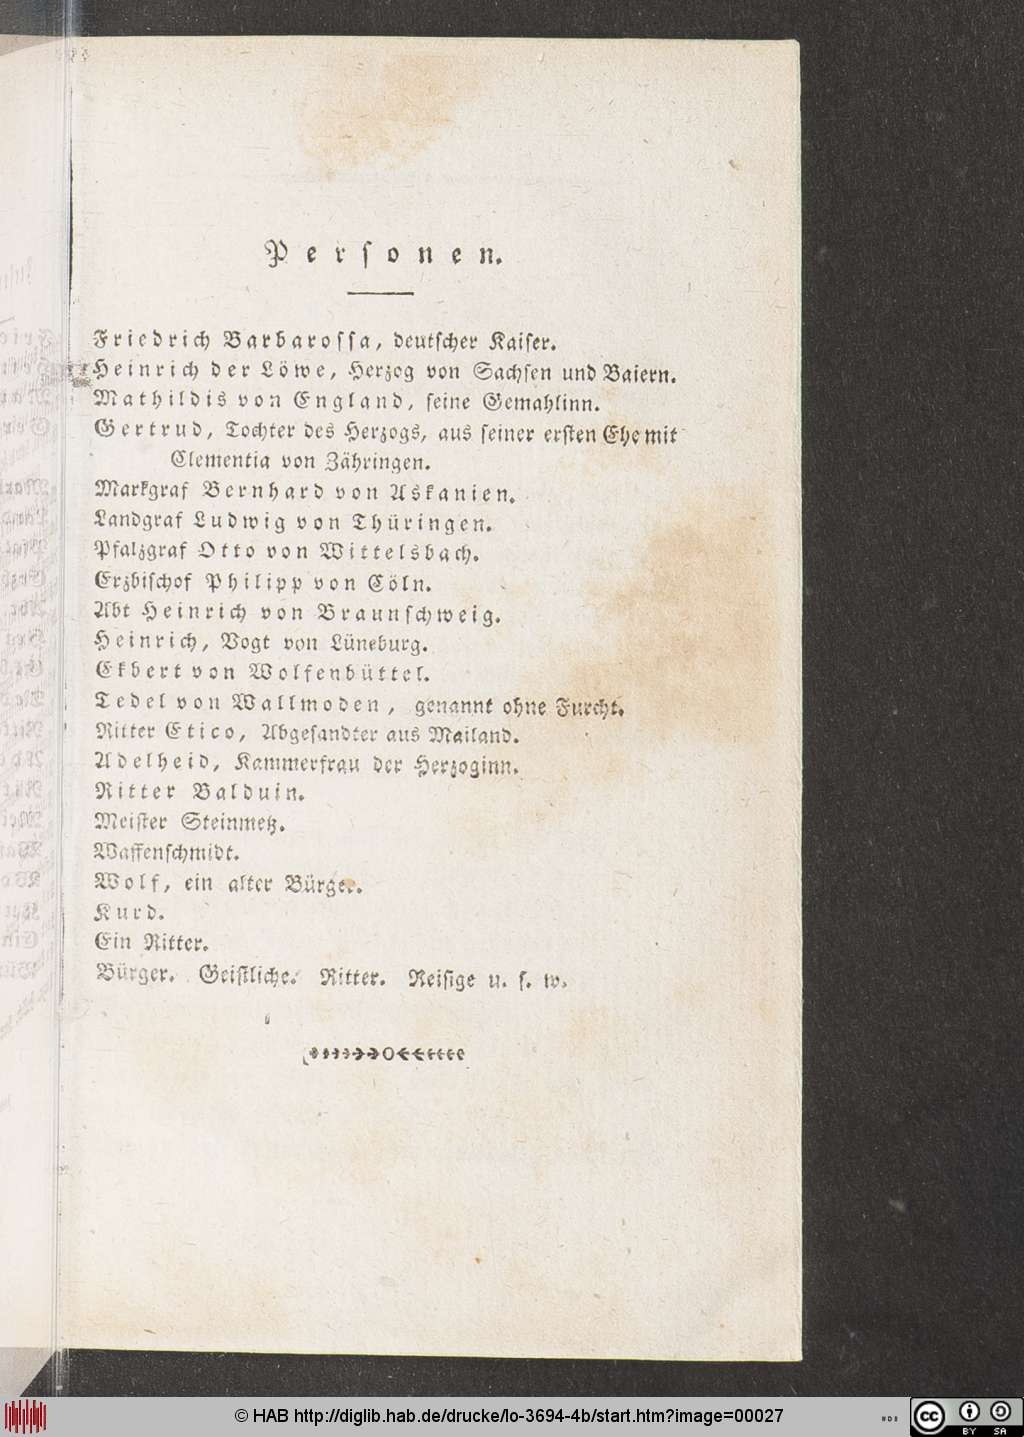 Personen.
Friedrich Barbarossa, deutscher Kaiser.
Heinrich der Löwe, Herzog von Sachsen und Baiern.
Mathildis von England, seine Gemahlinn.
Gertrud, Tochter des Herzogs, aus seiner ersten Ehe mit
Clementia von Zähringen.
Markgraf Bernhard von Askanien.
Landgraf Ludwig von Thüringen.
Pfalzgraf Otto von Wittelsbach.
Erzbischof Philipp von Cöln.
Abt Heinrich von Braunschweig.
Heinrich, Vogt von Lüneburg.
Ekbert von Wolfenbüttel.
Tedel von Wallmoden, genannt ohne Furcht.
Ritter Etico, Abgesandter aus Mailand.
Adelheid, Kammerfrau der Herzoginn.
Ritter Balduin.
Meister Steinmetz.
Waffenschmidt.
Wolf, ein alter Bürger.
Kurd.
Ein Ritter.
Bürger. Geistliche. Ritter. Reisige u. s. w.
© HAB http://diglib.hab.de/drucke/lo-3694-4b/start.htm?image=00027
cc BY SA